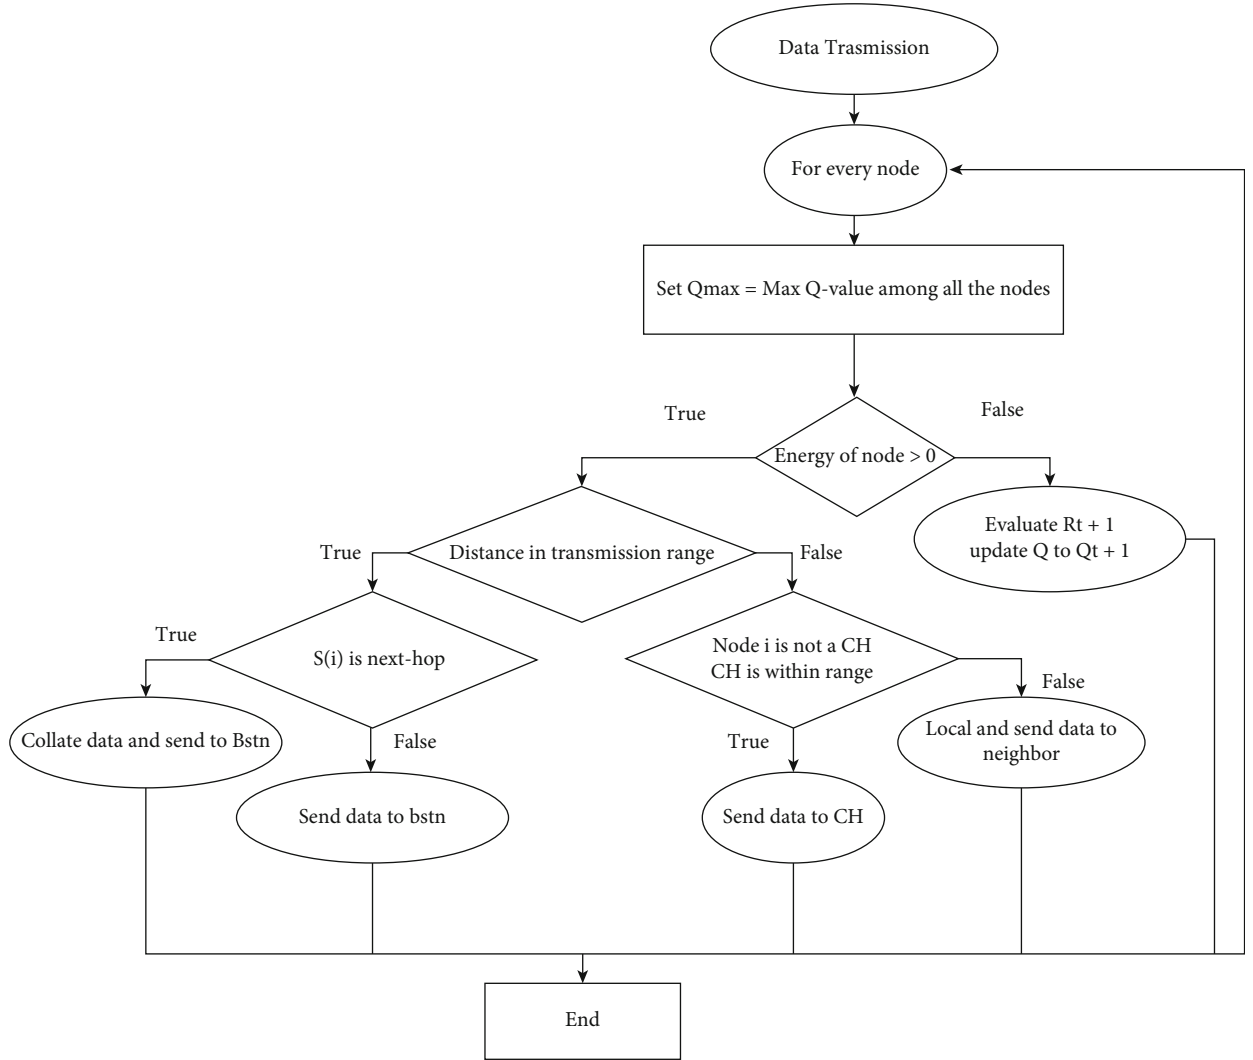 Data Trasmission
For every node
Set Qmax = Max Q-value among all the nodes
True
False
Energy of node > 0
Evaluate Rt + 1
update Q to Qt + 1
True
Distance in transmission range
False
True
S(i) is next-hop
Node i is not a CH
CH is within range
False
Collate data and send to Bstn
False
True
Local and send data to
neighbor
Send data to bstn
Send data to CH
End